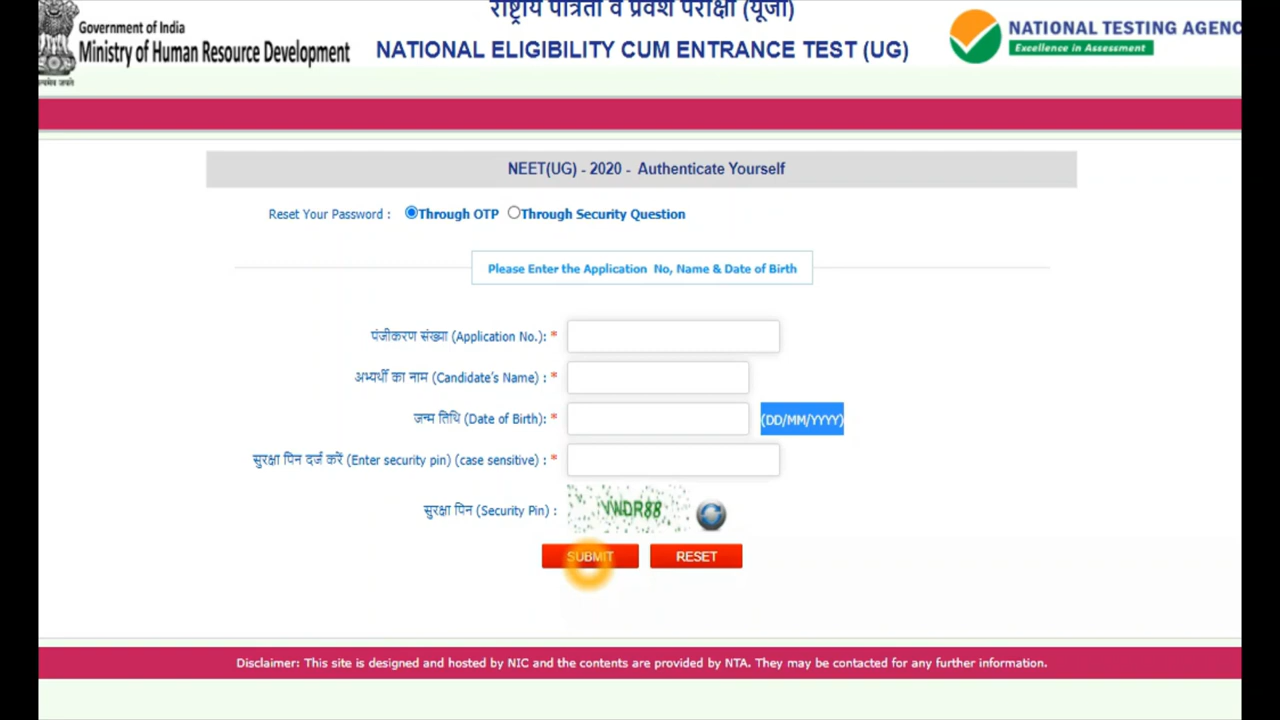 Government of India
Ministry of Human Resource Development
राष्ट्रीय पात्रता व प्रवेश परीक्षा (यूजी)
NATIONAL ELIGIBILITY CUM ENTRANCE TEST (UG)
NATIONAL TESTING AGENC
Excellence in Assessment
NEET(UG) - 2020 - Authenticate Yourself
Reset Your Password : Through OTP Through Security Question
Please Enter the Application No, Name & Date of Birth
पंजीकरण संख्या (Application No.): *
अभ्यर्थी का नाम (Candidate's Name) : *
जन्म तिथि (Date of Birth): * (DD/MM/YYYY)
सुरक्षा पिन दर्ज करें (Enter security pin) (case sensitive) : *
सुरक्षा पिन (Security Pin) : VWDR88
SUBMIT RESET
Disclaimer: This site is designed and hosted by NIC and the contents are provided by NTA. They may be contacted for any further information.